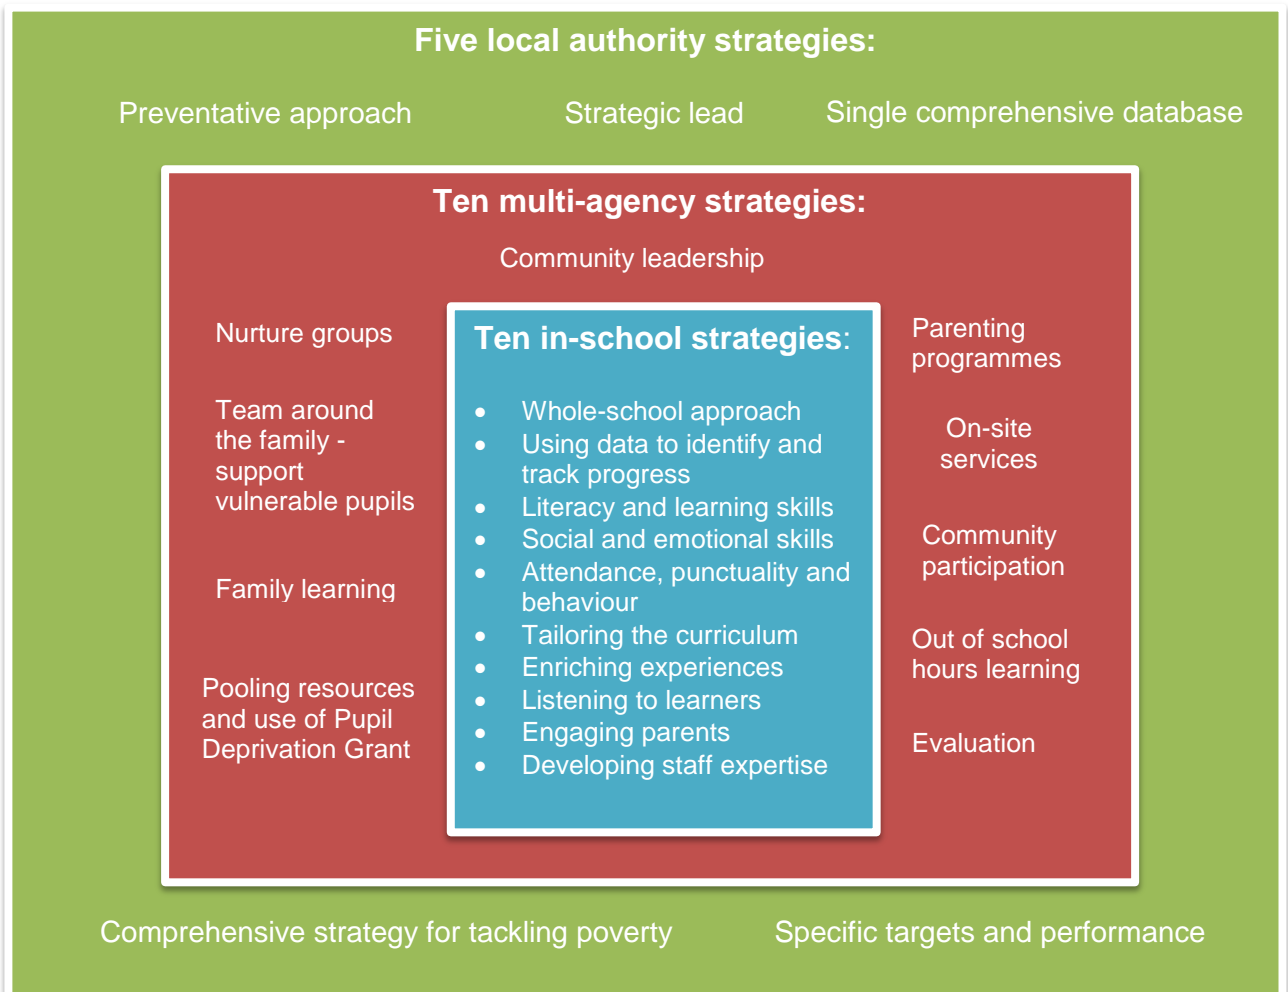 Five local authority strategies:
Preventative approach
Strategic lead
Single comprehensive database
Ten multi-agency strategies:
Community leadership
Nurture groups
Team around
the family -
support
vulnerable pupils
Family learning
Pooling resources
and use of Pupil
Deprivation Grant
Ten in-school strategies:
• Whole-school approach
• Using data to identify and
track progress
• Literacy and learning skills
• Social and emotional skills
• Attendance, punctuality and
behaviour
• Tailoring the curriculum
• Enriching experiences
• Listening to learners
• Engaging parents
• Developing staff expertise
Parenting
programmes
On-site
services
Community
participation
Out of school
hours learning
Evaluation
Comprehensive strategy for tackling poverty
Specific targets and performance